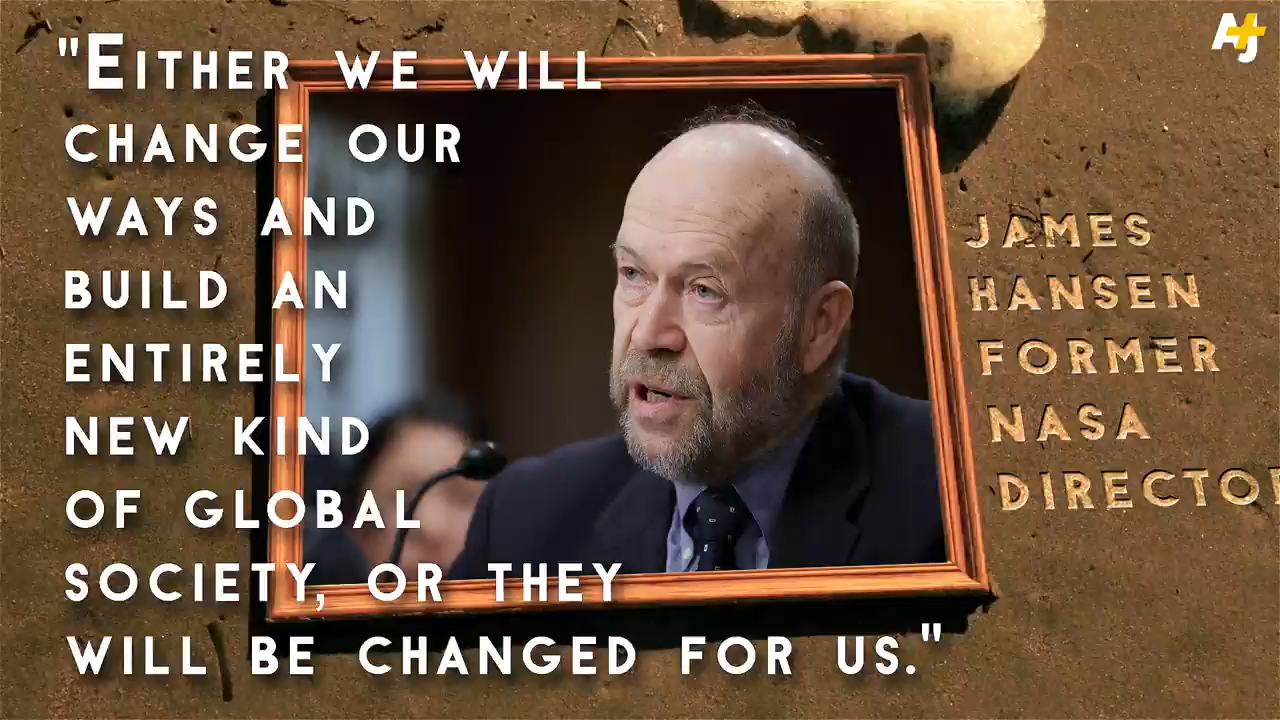 "EITHER WE WILL
CHANGE OUR
WAYS AND
BUILD AN
ENTIRELY
NEW KIND
OF GLOBAL
SOCIETY, OR THEY
WILL BE CHANGED FOR US."
JAMES
HANSEN
FORMER
NASA
DIRECTOR
AJ+